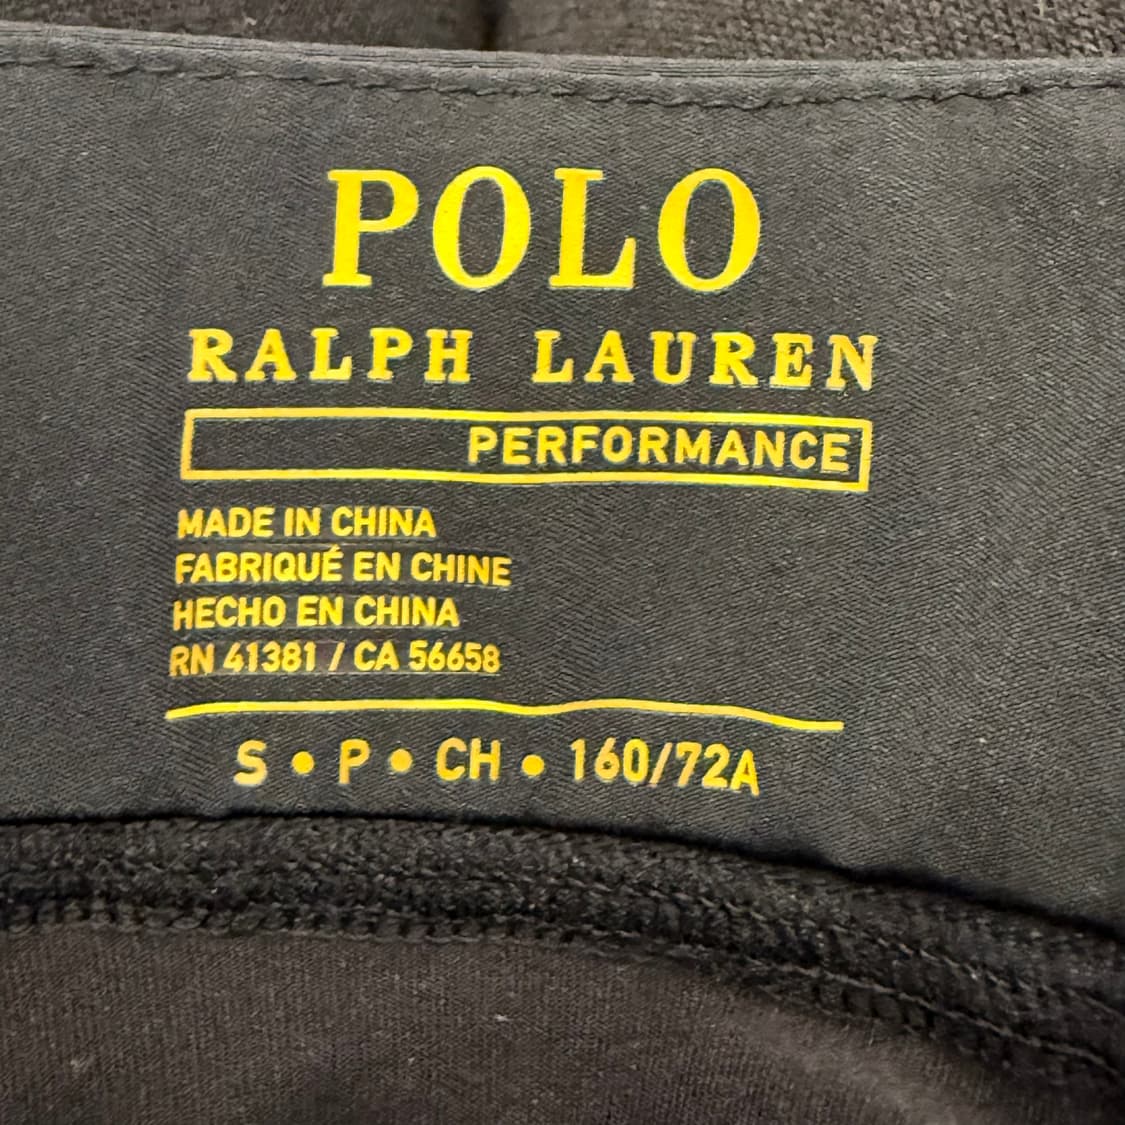 POLO
RALPH LAUREN
PERFORMANCE
MADE IN CHINA
FABRIQUÉ EN CHINE
HECHO EN CHINA
RN 41381 / CA 56658
S • P • CH • 160/72A